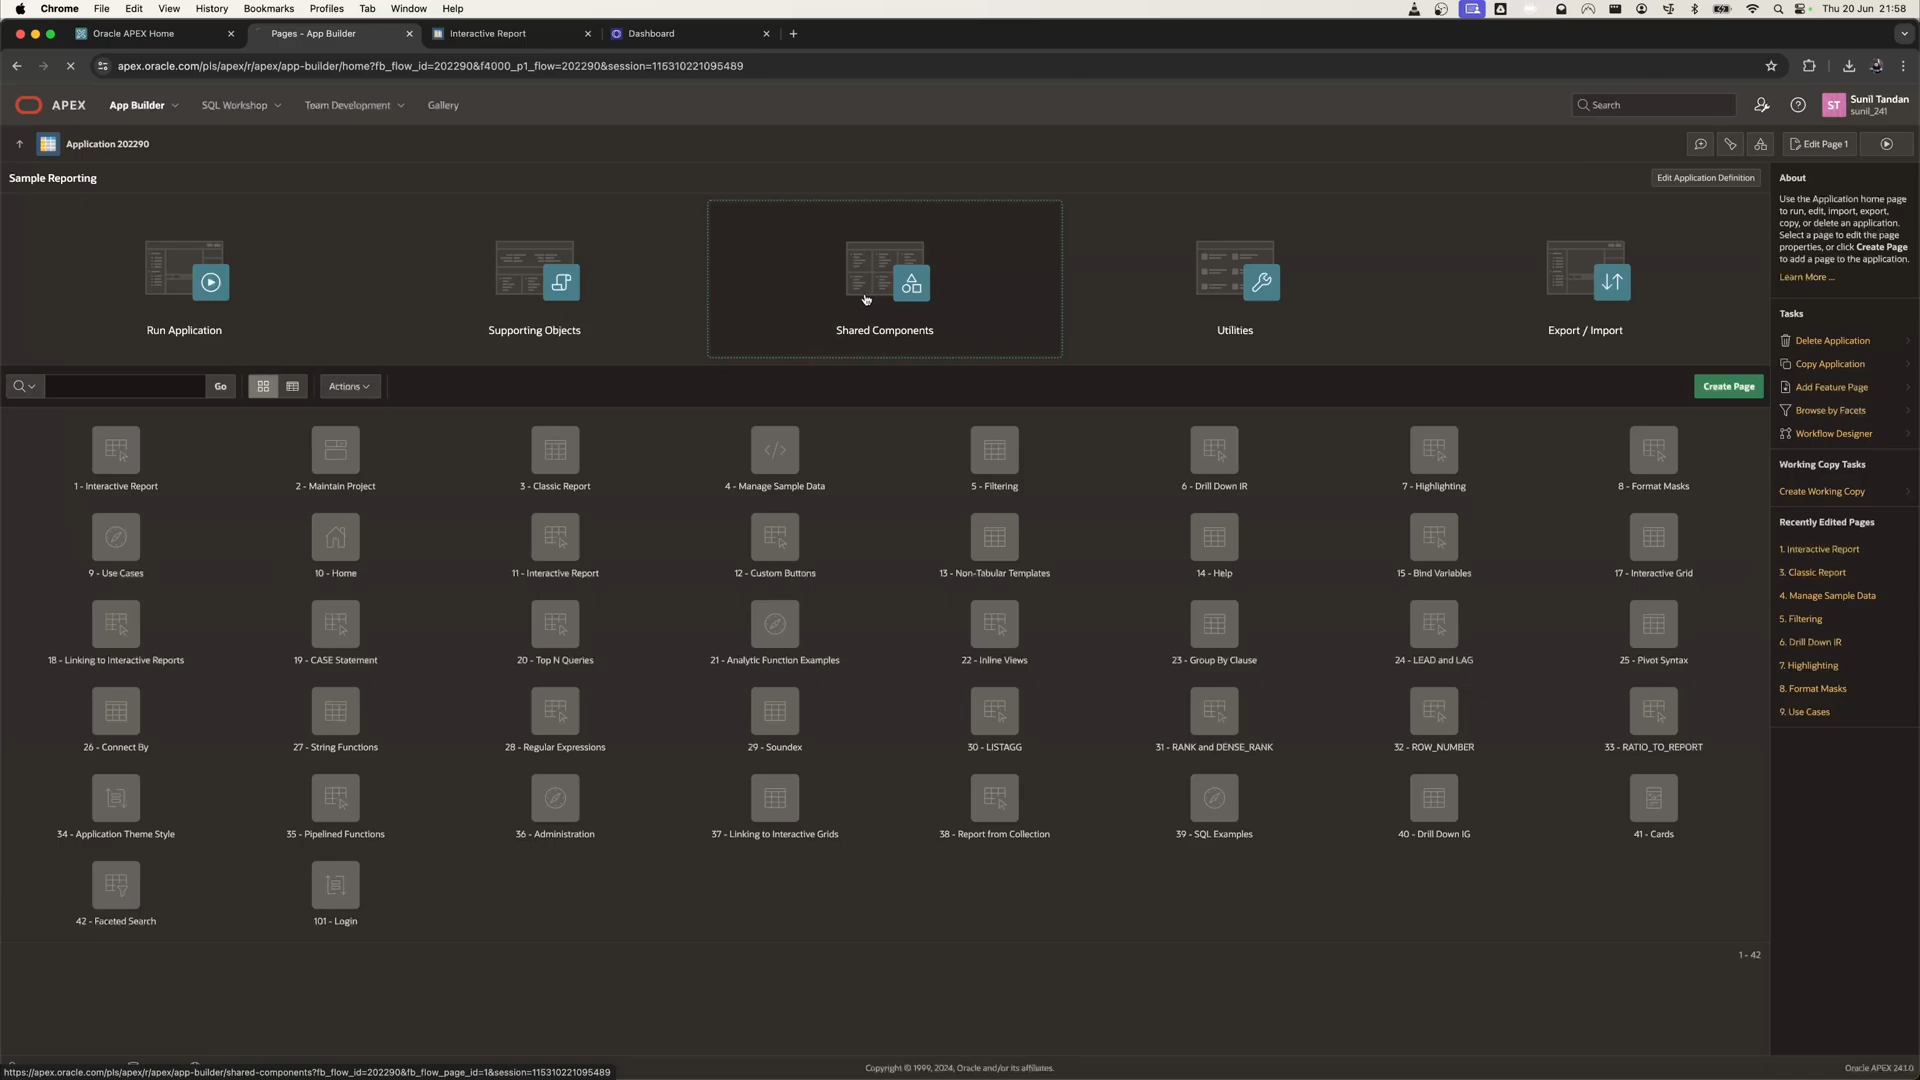 Chrome File Edit View History Bookmarks Profiles Tab Window Help Thu 20 Jun 21:58
Oracle APEX Home Pages - App Builder Interactive Report Dashboard
apex.oracle.com/pls/apex/r/apex/app-builder/home?fb_flow_id=202290&f4000_p1_flow=202290&session=115310221095489
APEX App Builder SQL Workshop Team Development Gallery Search ST Sunil Tandan
sunil_241
Application 202290 Edit Page 1
Sample Reporting Edit Application Definition
Run Application Supporting Objects Shared Components Utilities Export / Import
Go Actions Create Page
1 - Interactive Report 2 - Maintain Project 3 - Classic Report 4 - Manage Sample Data 5 - Filtering 6 - Drill Down IR 7 - Highlighting 8 - Format Masks
9 - Use Cases 10 - Home 11 - Interactive Report 12 - Custom Buttons 13 - Non-Tabular Templates 14 - Help 15 - Bind Variables 17 - Interactive Grid
18 - Linking to Interactive Reports 19 - CASE Statement 20 - Top N Queries 21 - Analytic Function Examples 22 - Inline Views 23 - Group By Clause 24 - LEAD and LAG 25 - Pivot Syntax
26 - Connect By 27 - String Functions 28 - Regular Expressions 29 - Soundex 30 - LISTAGG 31 - RANK and DENSE_RANK 32 - ROW_NUMBER 33 - RATIO_TO_REPORT
34 - Application Theme Style 35 - Pipelined Functions 36 - Administration 37 - Linking to Interactive Grids 38 - Report from Collection 39 - SQL Examples 40 - Drill Down IG 41 - Cards
42 - Faceted Search 101 - Login
1 - 42
About
Use the Application home page
to run, edit, import, export,
copy, or delete an application.
Select a page to edit the page
properties, or click Create Page
to add a page to the application.
Learn More ...
Tasks
Delete Application
Copy Application
Add Feature Page
Browse by Facets
Workflow Designer
Working Copy Tasks
Create Working Copy
Recently Edited Pages
1. Interactive Report
3. Classic Report
4. Manage Sample Data
5. Filtering
6. Drill Down IR
7. Highlighting
8. Format Masks
9. Use Cases
https://apex.oracle.com/pls/apex/r/apex/app-builder/shared-components?fb_flow_id=202290&fb_flow_page_id=1&session=115310221095489
Copyright © 1999, 2024, Oracle and/or its affiliates. Oracle APEX 24.1.0